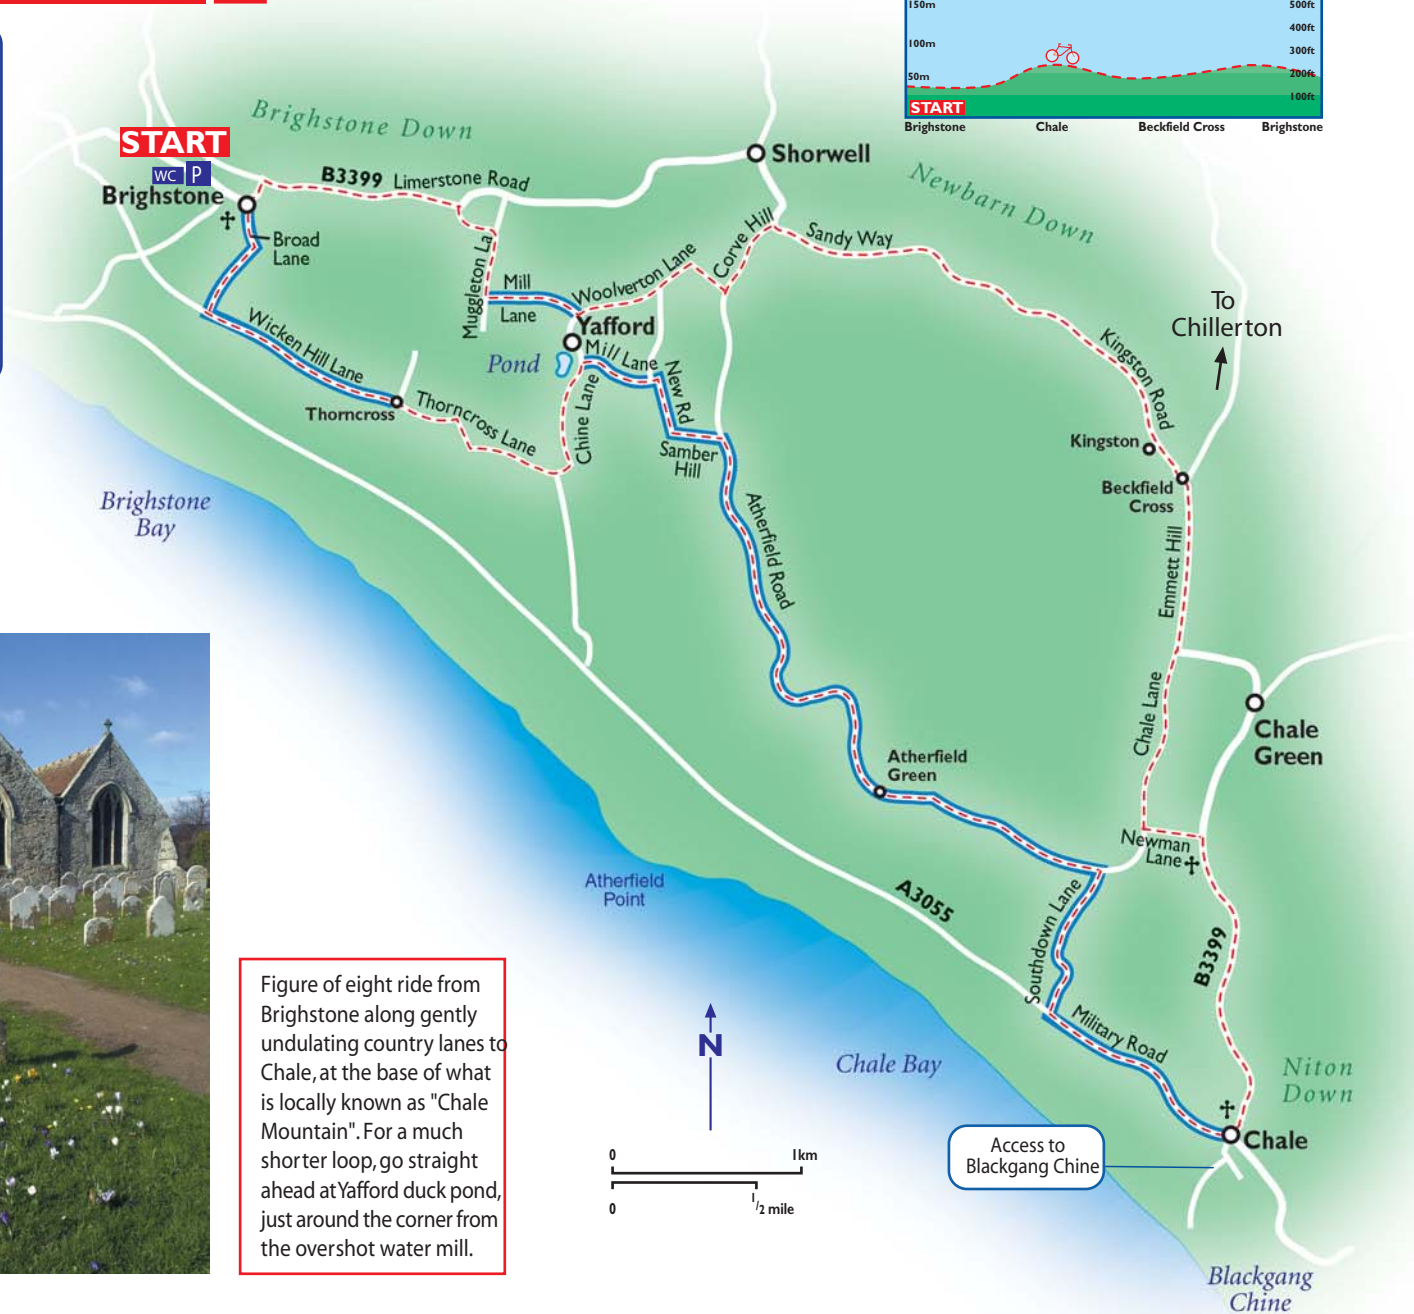 150m
100m
50m
500ft
400ft
300ft
200ft
100ft
START
Brighstone
Chale
Beckfield Cross
Brighstone
START
WC P
Brighstone
Brighstone Down
B3399 Limerstone Road
Shorwell
Newbarn Down
Broad
Lane
Muggleton La
Mill
Lane
Woolverton Lane
Corve Hill
Sandy Way
To
Chillerton
Kingston Road
Yafford
Pond
Mill Lane
New Rd
Wicken Hill Lane
Thorncross
Thorncross Lane
Chine Lane
Samber
Hill
Kingston
Beckfield
Cross
Brighstone
Bay
Atherfield Road
Emmett Hill
Chale Lane
Chale
Green
Atherfield
Green
Newman
Lane
Atherfield
Point
A3055
Southdown Lane
B3399
Military Road
Chale Bay
Niton
Down
Chale
Access to
Blackgang Chine
Blackgang
Chine
N
0 1km
0 1/2 mile
Figure of eight ride from
Brighstone along gently
undulating country lanes to
Chale, at the base of what
is locally known as "Chale
Mountain". For a much
shorter loop, go straight
ahead at Yafford duck pond,
just around the corner from
the overshot water mill.